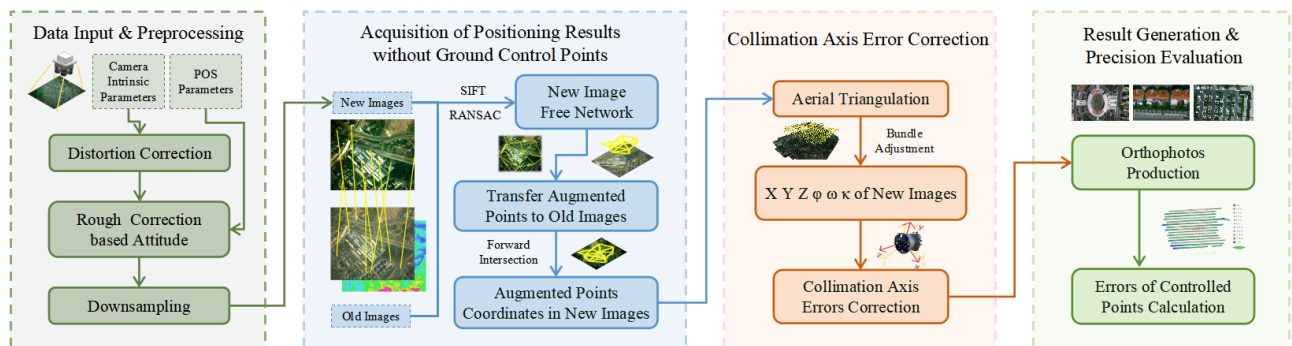 Data Input & Preprocessing
Camera
Intrinsic
Parameters
POS
Parameters
Distortion Correction
Rough Correction
based Attitude
Downsampling
Acquisition of Positioning Results
without Ground Control Points
New Images
SIFT
RANSAC
New Image
Free Network
Transfer Augmented
Points to Old Images
Forward
Intersection
Old Images
Augmented Points
Coordinates in New Images
Collimation Axis Error Correction
Aerial Triangulation
Bundle
Adjustment
X Y Z φ ω κ of New Images
Collimation Axis
Errors Correction
Result Generation &
Precision Evaluation
Orthophotos
Production
Errors of Controlled
Points Calculation